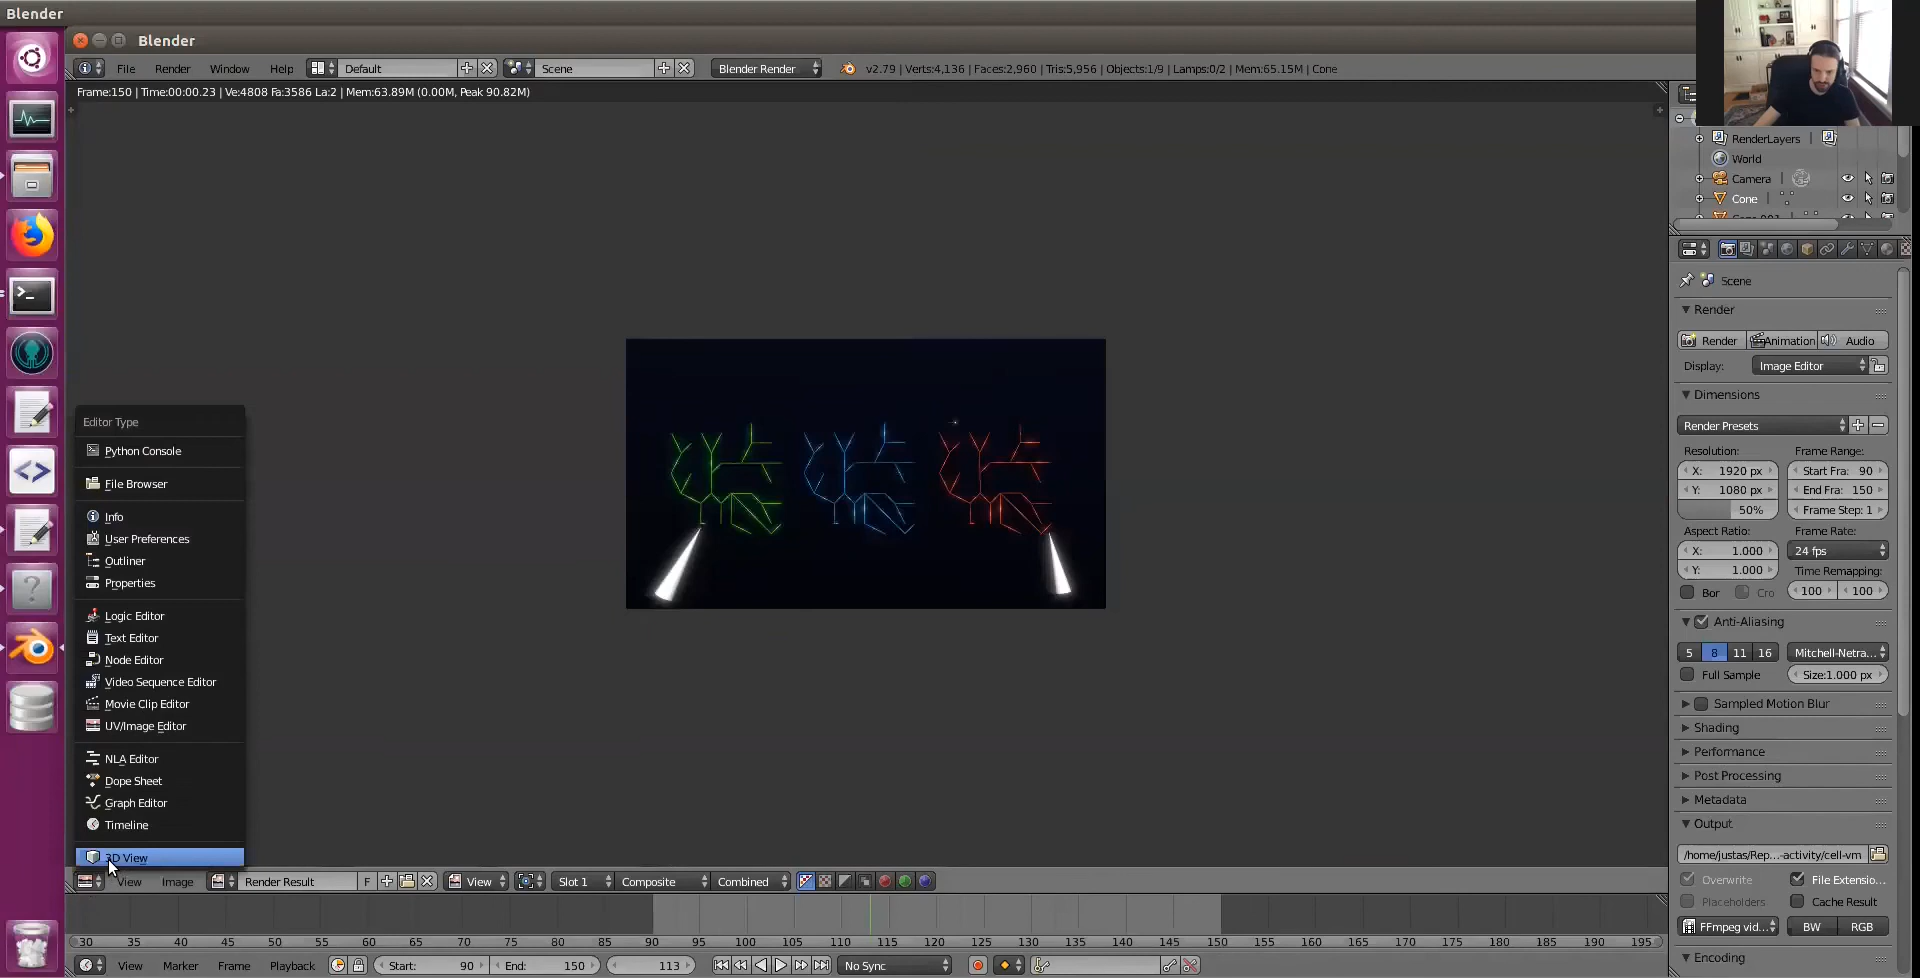 Blender
Blender
File Render Window Help Default Scene Blender Render v2.79 | Verts:4,136 | Faces:2,960 | Tris:5,956 | Objects:1/9 | Lamps:0/2 | Mem:65.15M | Cone
Frame:150 | Time:00:00.23 | Ve:4808 Fa:3586 La:2 | Mem:63.89M (0.00M, Peak 90.82M)
RenderLayers
World
Camera
Cone
Scene
Render
Render Animation Audio
Display: Image Editor
Dimensions
Render Presets
Resolution: Frame Range:
X: 1920 px Start Fra: 90
Y: 1080 px End Fra: 150
50% Frame Step: 1
Aspect Ratio: Frame Rate:
X: 1.000 24 fps
Y: 1.000 Time Remapping:
Bor Cro 100 100
Anti-Aliasing
5 8 11 16 Mitchell-Netra...
Full Sample Size:1.000 px
Sampled Motion Blur
Shading
Performance
Post Processing
Metadata
Output
/home/justas/Rep...-activity/cell-vm
Overwrite File Extensio...
Placeholders Cache Result
FFmpeg vid... BW RGB
Encoding
Editor Type
Python Console
File Browser
Info
User Preferences
Outliner
Properties
Logic Editor
Text Editor
Node Editor
Video Sequence Editor
Movie Clip Editor
UV/Image Editor
NLA Editor
Dope Sheet
Graph Editor
Timeline
3D View
View Image Render Result F View Slot 1 Composite Combined
30 35 40 45 50 55 60 65 70 75 80 85 90 95 100 105 110 115 120 125 130 135 140 145 150 155 160 165 170 175 180 185 190 195
View Marker Frame Playback Start: 90 End: 150 113 No Sync